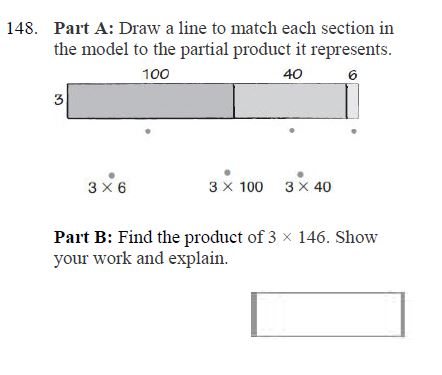 148. Part A: Draw a line to match each section in
the model to the partial product it represents.
100 40 6
3
3 × 6 3 × 100 3 × 40
Part B: Find the product of 3 × 146. Show
your work and explain.